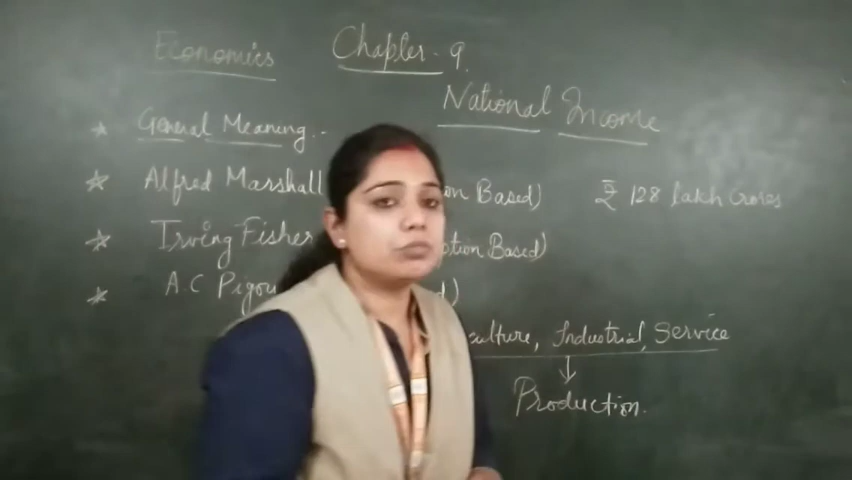 Economics Chapter - 9.
National Income
* General Meaning :-
* Alfred Marshall on Based)
₹ 128 lakh Crores
* Irving Fisher ption Based)
* A.C Pigou d)
culture, Industrial, Service
↓
Production.